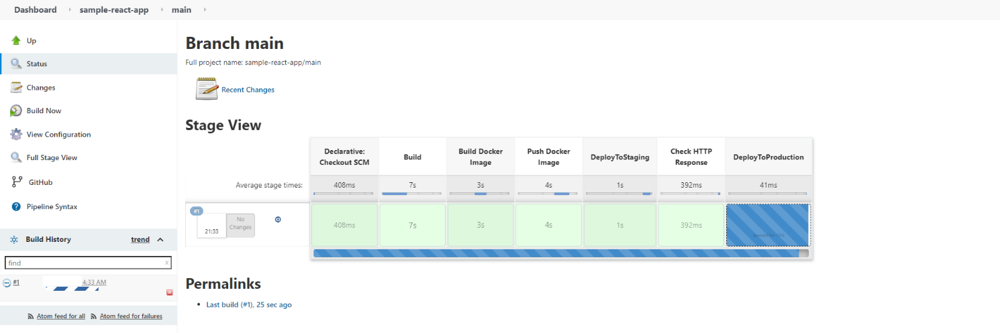 Dashboard sample-react-app main
Up
Status
Changes
Build Now
View Configuration
Full Stage View
GitHub
Pipeline Syntax
Build History trend
find x
#1 4:33 AM
Atom feed for all Atom feed for failures
Branch main
Full project name: sample-react-app/main
Recent Changes
Stage View
Declarative:
Checkout SCM
Build
Build Docker
Image
Push Docker
Image
DeployToStaging
Check HTTP
Response
DeployToProduction
Average stage times: 408ms 7s 3s 4s 1s 392ms 41ms
#1
21:33
No
Changes
408ms 7s 3s 4s 1s 392ms
Permalinks
Last build (#1), 25 sec ago